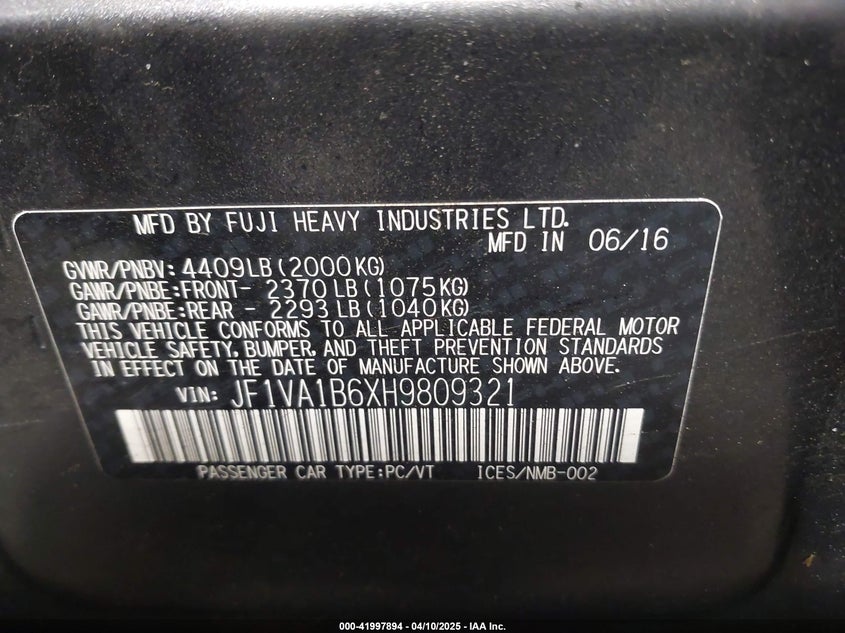 MFD BY FUJI HEAVY INDUSTRIES LTD.
MFD IN 06/16
GVWR/PNBV: 4409LB(2000KG)
GAWR/PNBE:FRONT- 2370LB(1075KG)
GAWR/PNBE:REAR - 2293LB(1040KG)
THIS VEHICLE CONFORMS TO ALL APPLICABLE FEDERAL MOTOR
VEHICLE SAFETY, BUMPER, AND THEFT PREVENTION STANDARDS
IN EFFECT ON THE DATE OF MANUFACTURE SHOWN ABOVE.
VIN: JF1VA1B6XH9809321
PASSENGER CAR TYPE:PC/VT ICES/NMB-002
000-41997894 - 04/10/2025 - IAA Inc.